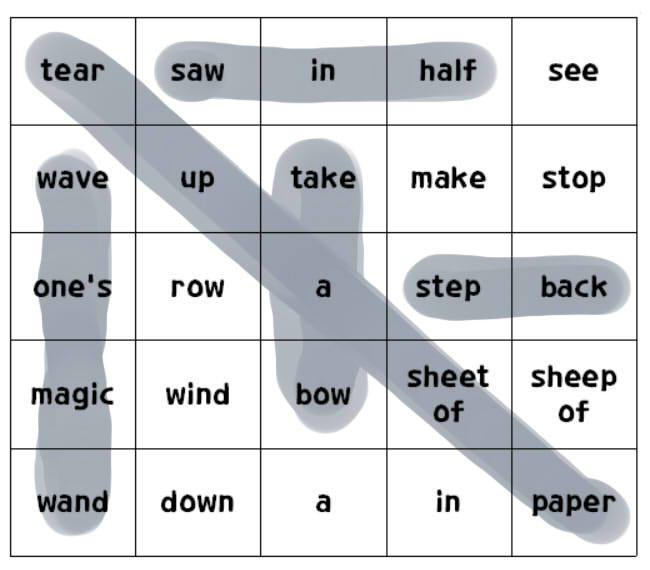 tear saw in half see
wave up take make stop
one's row a step back
magic wind bow sheet of sheep of
wand down a in paper